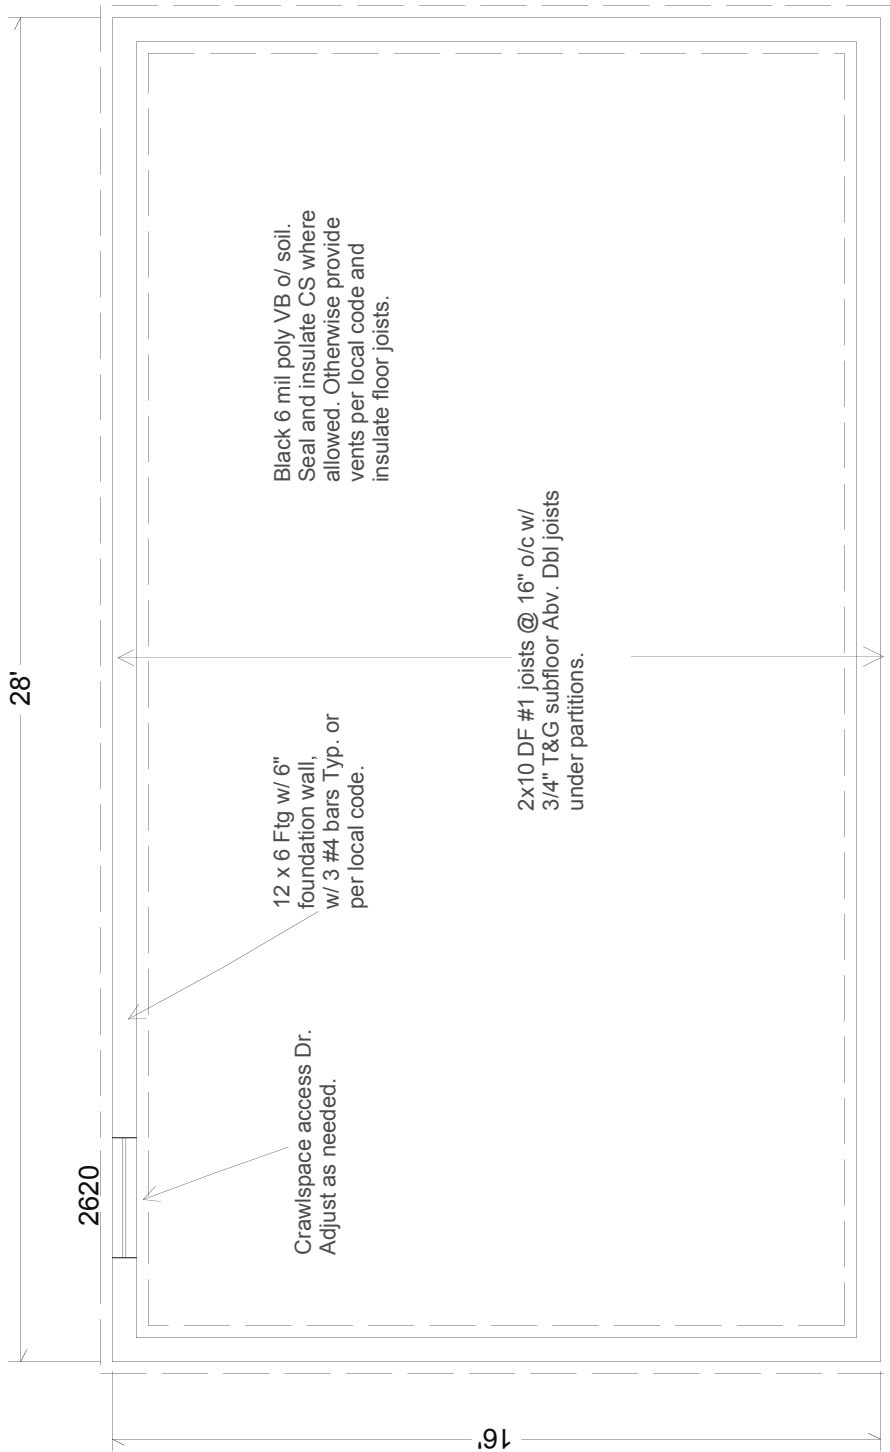 28'
2620
16'
Crawlspace access Dr.
Adjust as needed.
12 x 6 Ftg w/ 6"
foundation wall,
w/ 3 #4 bars Typ. or
per local code.
Black 6 mil poly VB o/ soil.
Seal and insulate CS where
allowed. Otherwise provide
vents per local code and
insulate floor joists.
2x10 DF #1 joists @ 16" o/c w/
3/4" T&G subfloor Abv. Dbl joists
under partitions.